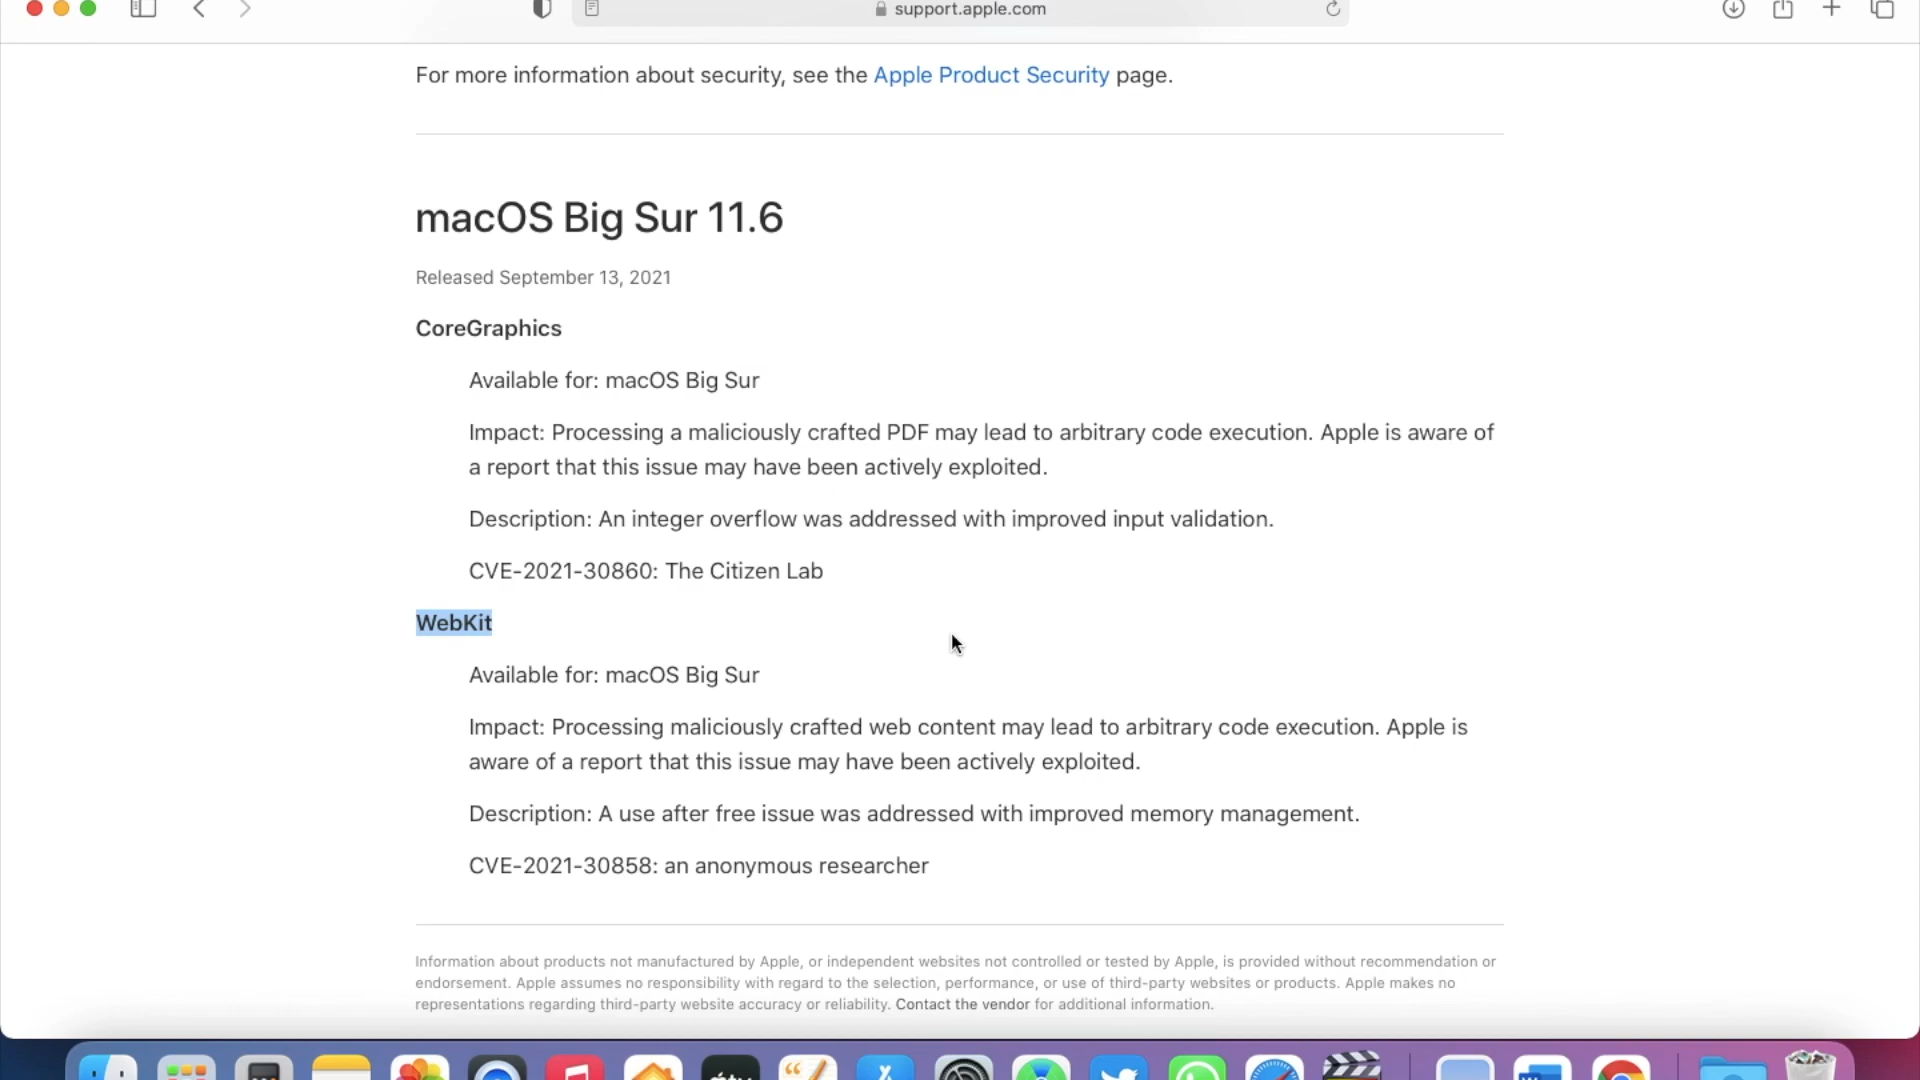 support.apple.com
For more information about security, see the Apple Product Security page.
macOS Big Sur 11.6
Released September 13, 2021
CoreGraphics
Available for: macOS Big Sur
Impact: Processing a maliciously crafted PDF may lead to arbitrary code execution. Apple is aware of
a report that this issue may have been actively exploited.
Description: An integer overflow was addressed with improved input validation.
CVE-2021-30860: The Citizen Lab
WebKit
Available for: macOS Big Sur
Impact: Processing maliciously crafted web content may lead to arbitrary code execution. Apple is
aware of a report that this issue may have been actively exploited.
Description: A use after free issue was addressed with improved memory management.
CVE-2021-30858: an anonymous researcher
Information about products not manufactured by Apple, or independent websites not controlled or tested by Apple, is provided without recommendation or
endorsement. Apple assumes no responsibility with regard to the selection, performance, or use of third-party websites or products. Apple makes no
representations regarding third-party website accuracy or reliability. Contact the vendor for additional information.